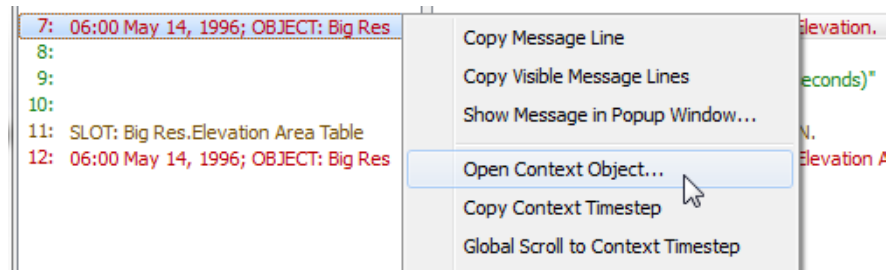 7: 06:00 May 14, 1996; OBJECT: Big Res
8:
9:
10:
11: SLOT: Big Res.Elevation Area Table
12: 06:00 May 14, 1996; OBJECT: Big Res
Copy Message Line
Copy Visible Message Lines
Show Message in Popup Window...
Open Context Object...
Copy Context Timestep
Global Scroll to Context Timestep
Elevation.
econds)"
N.
Elevation A